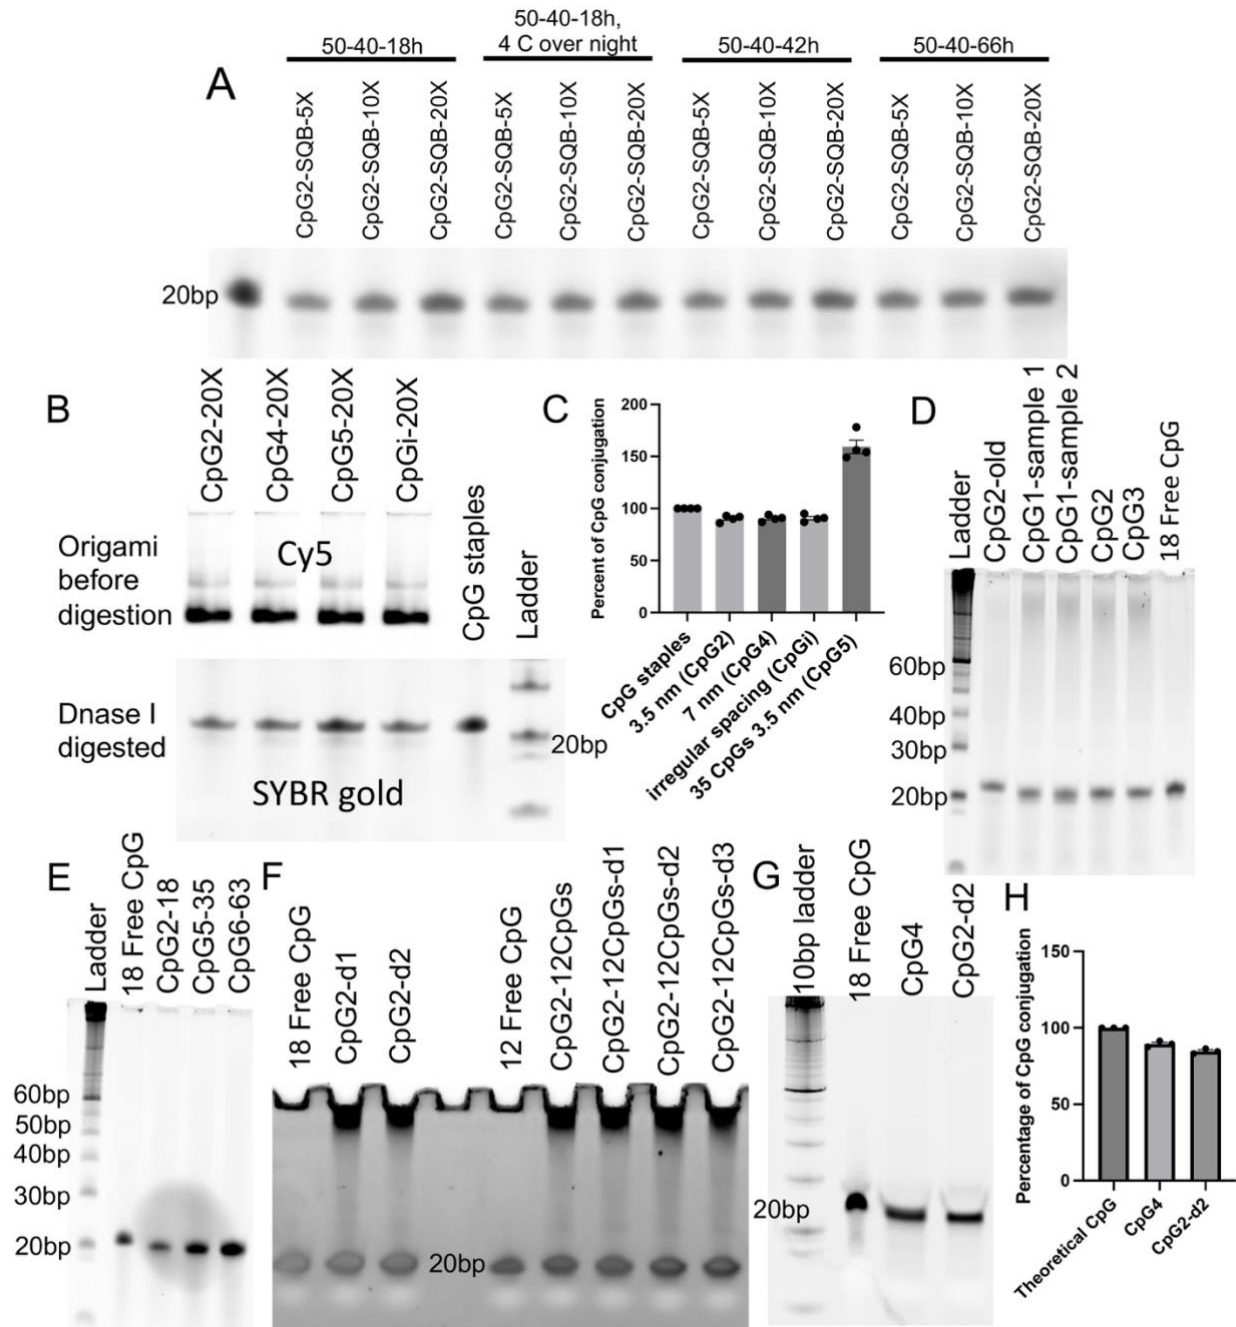 50-40-18h
50-40-18h,
4 C over night
50-40-42h
50-40-66h
A
CpG2-SQB-5X
CpG2-SQB-10X
CpG2-SQB-20X
CpG2-SQB-5X
CpG2-SQB-10X
CpG2-SQB-20X
CpG2-SQB-5X
CpG2-SQB-10X
CpG2-SQB-20X
CpG2-SQB-5X
CpG2-SQB-10X
CpG2-SQB-20X
20bp
B
CpG2-20X
CpG4-20X
CpG5-20X
CpGi-20X
CpG staples
Ladder
Origami
before
digestion
Cy5
Dnase I
digested
20bp
SYBR gold
C
Percent of CpG conjugation
200
150
100
50
0
CpG staples
3.5 nm (CpG2)
7 nm (CpG4)
irregular spacing (CpGi)
35 CpGs 3.5 nm (CpG5)
D
Ladder
CpG2-old
CpG1-sample 1
CpG1-sample 2
CpG2
CpG3
18 Free CpG
60bp
40bp
30bp
20bp
E
Ladder
18 Free CpG
CpG2-18
CpG5-35
CpG6-63
60bp
50bp
40bp
30bp
20bp
F
18 Free CpG
CpG2-d1
CpG2-d2
12 Free CpG
CpG2-12CpGs
CpG2-12CpGs-d1
CpG2-12CpGs-d2
CpG2-12CpGs-d3
20bp
G
10bp ladder
18 Free CpG
CpG4
CpG2-d2
20bp
H
Percentage of CpG conjugation
150
100
50
0
Theoretical CpG
CpG4
CpG2-d2